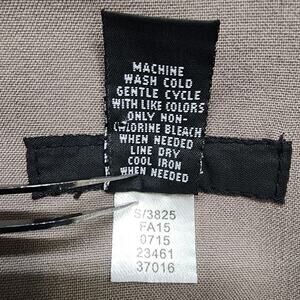 MACHINE
WASH COLD
GENTLE CYCLE
WITH LIKE COLORS
ONLY NON-
CHLORINE BLEACH
WHEN NEEDED
LINE DRY
COOL IRON
WHEN NEEDED
S/3825
FA15
0715
23461
37016